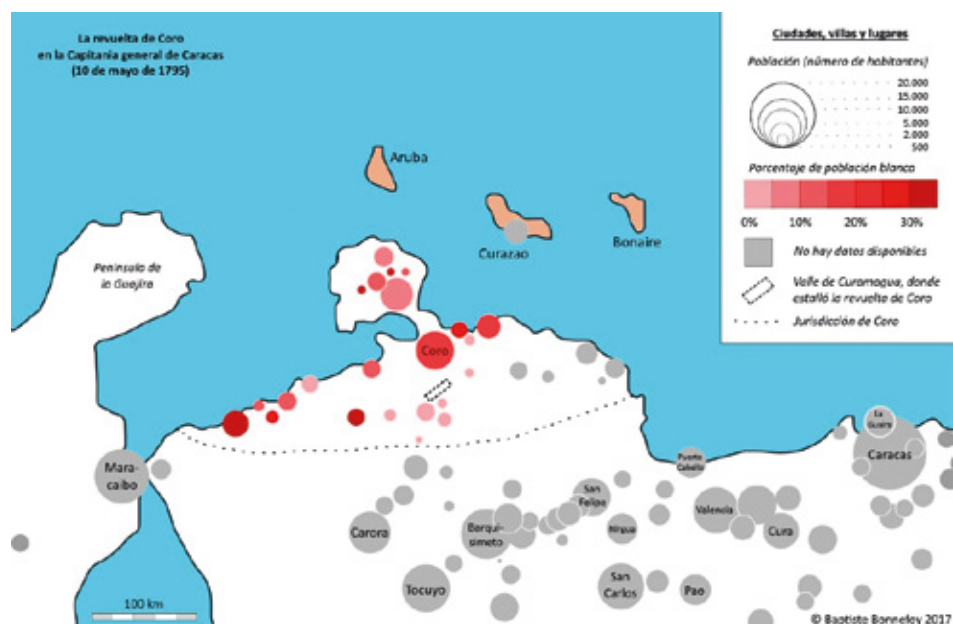 La revuelta de Coro
en la Capitania general de Caracas
(10 de mayo de 1795)
Ciudades, villas y lugares
Población (número de habitantes)
20.000
15.000
10.000
5.000
2.000
500
Porcentaje de población blanca
0%
10%
20%
30%
No hay datos disponibles
Valle de Curamagua, donde
estalló la revuelta de Coro
Jurisdicción de Coro
Aruba
Curazao
Bonaire
Peninsula de
la Guajira
Coro
Mara-
caibo
La
Guaira
Caracas
Puerto
Cabello
San
Felipe
Valencia
Carora
Barqui-
simeto
Nirgua
Cura
Tocuyo
San
Carlos
Pao
100 km
© Baptiste Bonnefoy 2017